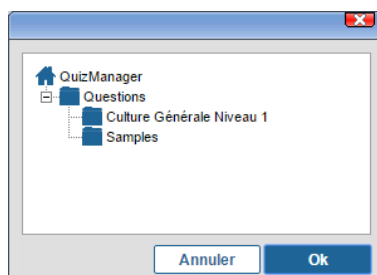 QuizManager
Questions
Culture Générale Niveau 1
Samples
Annuler Ok